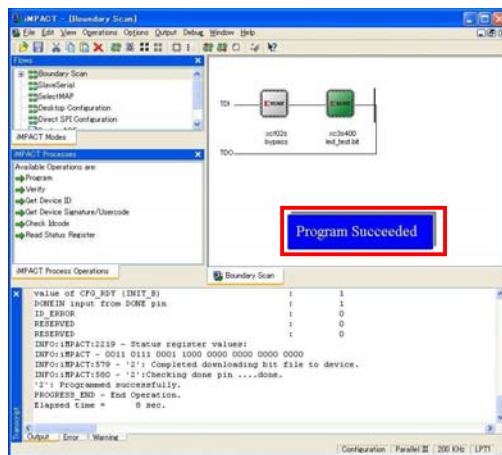 iMPACT - [Boundary Scan]
File Edit View Operations Options Output Debug Window Help
Flows
Boundary Scan
SlaveSerial
SelectMAP
Desktop Configuration
Direct SPI Configuration
iMPACT Modes
iMPACT Processes
Available Operations are:
Program
Verify
Get Device ID
Get Device Signature/Usercode
Check Idcode
Read Status Register
iMPACT Process Operations
TDI
xcf02s
bypass
xc3s400
led_test.bit
TDO
Program Succeeded
Boundary Scan
value of CFG_RDY (INIT_B) : 1
DONEIN input from DONE pin : 1
ID_ERROR : 0
RESERVED : 0
RESERVED : 0
INFO:iMPACT:2219 - Status register values:
INFO:iMPACT - 0011 0111 0001 1000 0000 0000 0000 0000
INFO:iMPACT:579 - '2': Completed downloading bit file to device.
INFO:iMPACT:580 - '2':Checking done pin ....done.
'2': Programmed successfully.
PROGRESS_END - End Operation.
Elapsed time = 8 sec.
Transcript
Output Error Warning
Configuration Parallel III 200 KHz LPT1